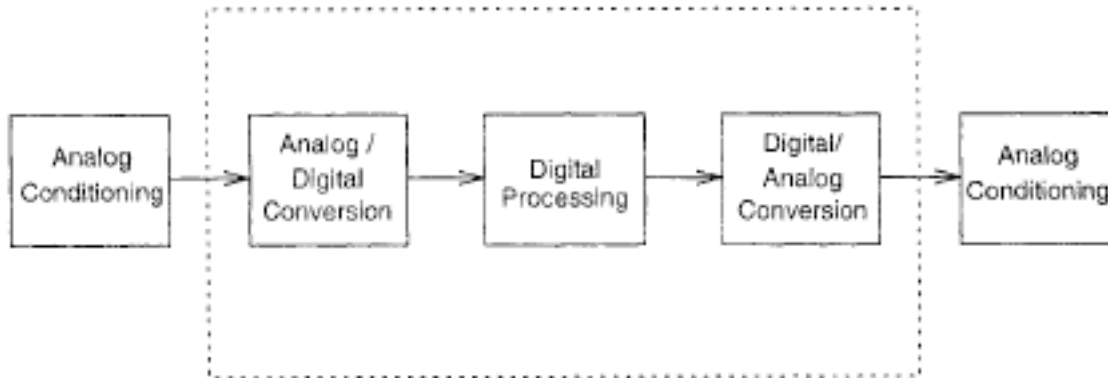 Analog
Conditioning
Analog /
Digital
Conversion
Digital
Processing
Digital/
Analog
Conversion
Analog
Conditioning